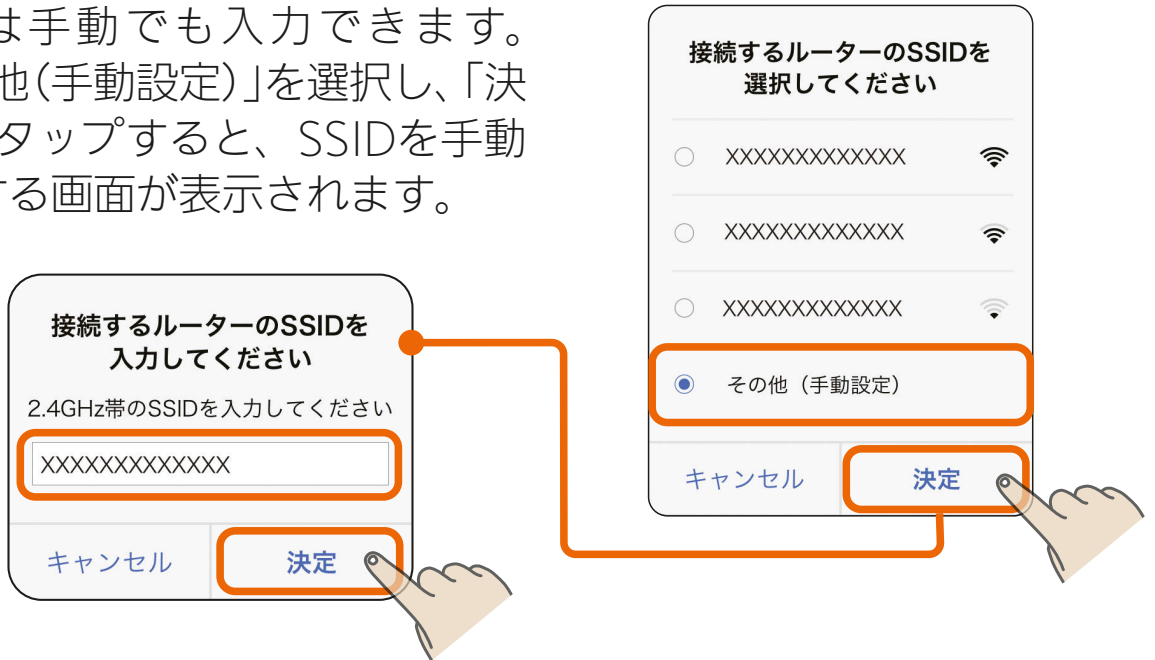 は手動でも入力できます。
他(手動設定)」を選択し、「決
タップすると、SSIDを手動
する画面が表示されます。
接続するルーターのSSIDを
入力してください
2.4GHz帯のSSIDを入力してください
XXXXXXXXXXXXX
キャンセル 決定
接続するルーターのSSIDを
選択してください
XXXXXXXXXXXXX
XXXXXXXXXXXXX
XXXXXXXXXXXXX
その他（手動設定）
キャンセル 決定